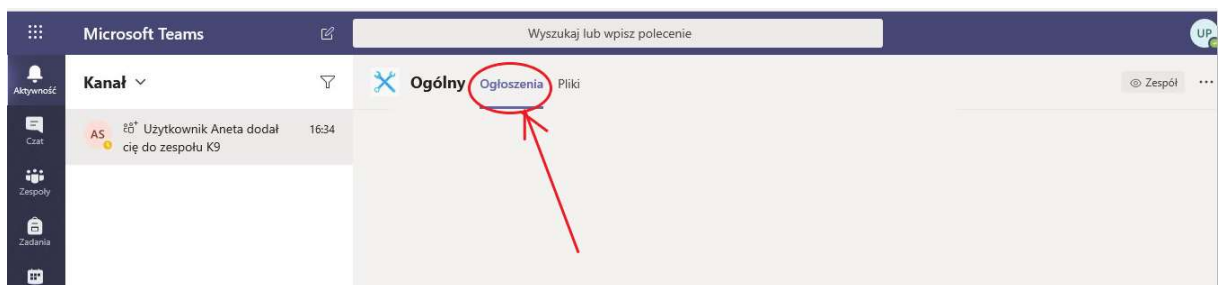 Microsoft Teams
Wyszukaj lub wpisz polecenie
UP
Aktywność
Kanał
Ogólny
Ogłoszenia
Pliki
Zespół
Czat
AS
Użytkownik Aneta dodał
16:34
cię do zespołu K9
Zespoły
Zadania